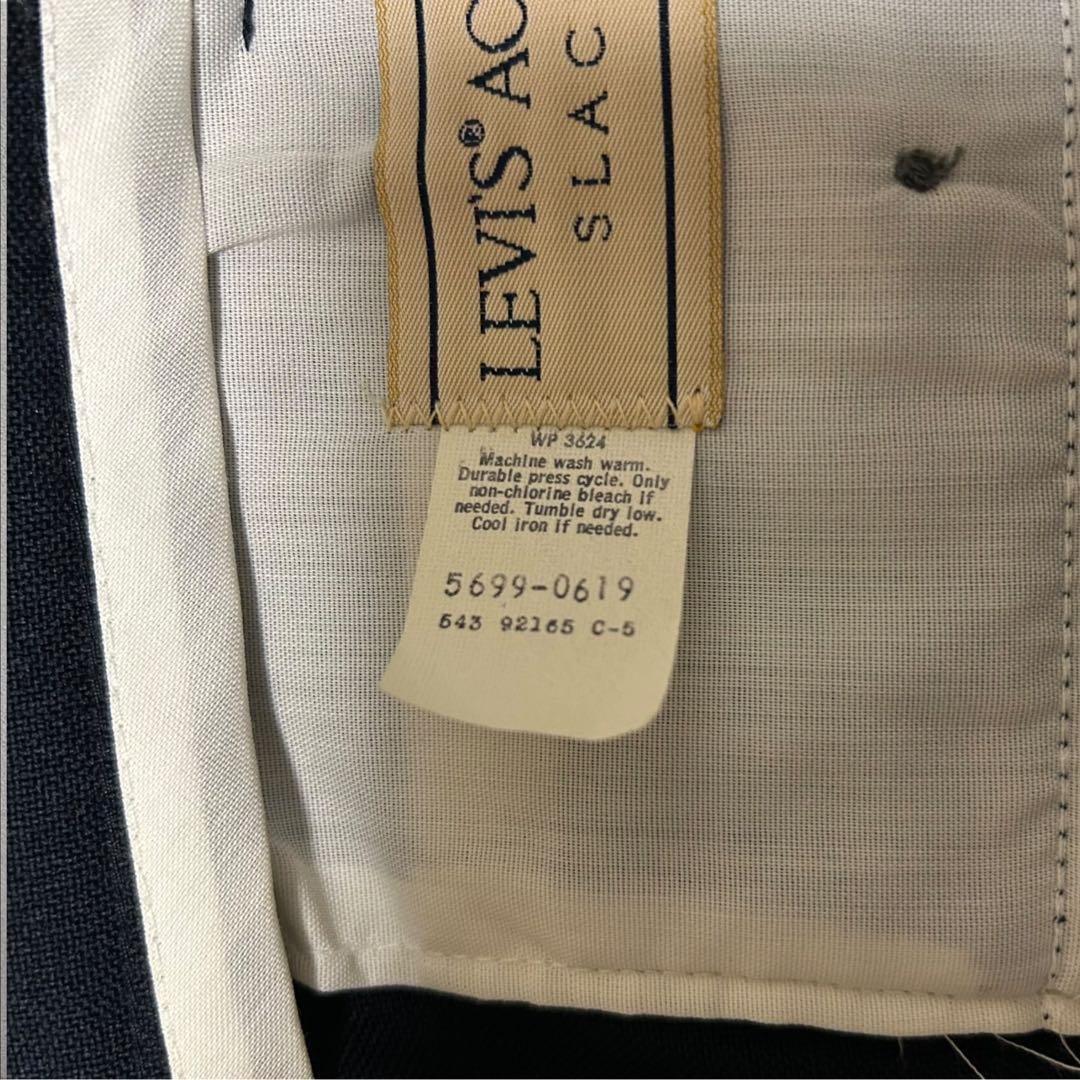 LEVI'S® AC
SLAC
WP 3624
Machine wash warm.
Durable press cycle. Only
non-chlorine bleach if
needed. Tumble dry low.
Cool iron if needed.
5699-0619
543 92165 C-5